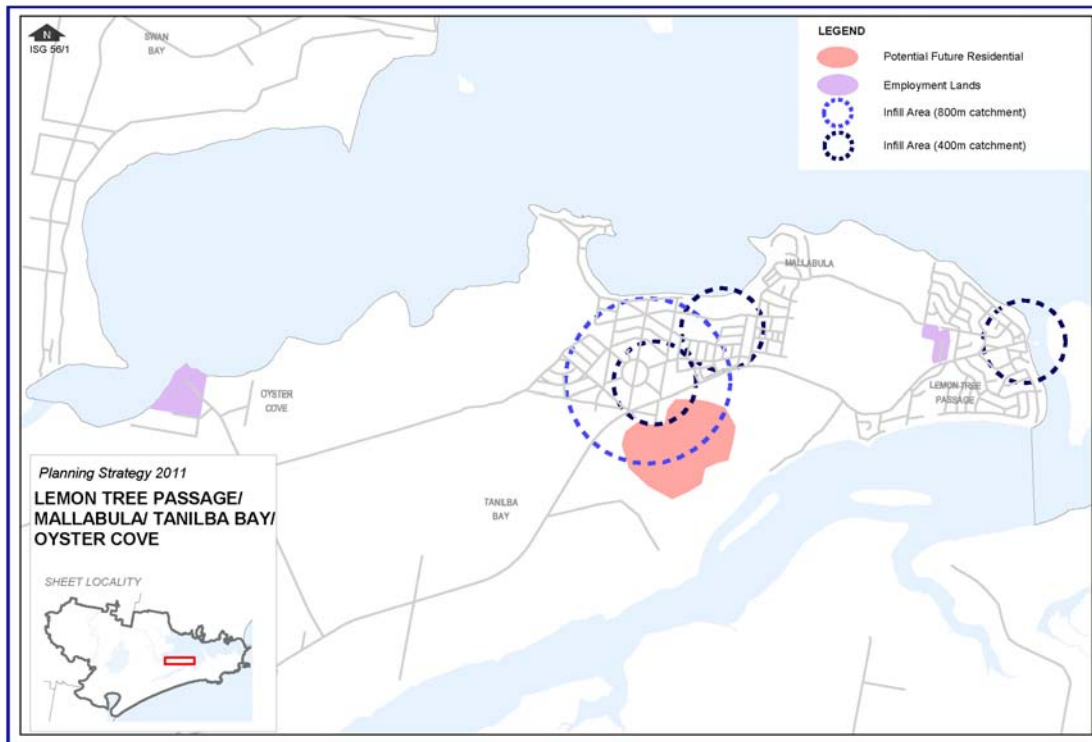 N
ISG 56/1
SWAN
BAY
LEGEND
Potential Future Residential
Employment Lands
Infill Area (800m catchment)
Infill Area (400m catchment)
MALLABULA
OYSTER
COVE
LEMON TREE
PASSAGE
TANILBA
BAY
Planning Strategy 2011
LEMON TREE PASSAGE/
MALLABULA/ TANILBA BAY/
OYSTER COVE
SHEET LOCALITY